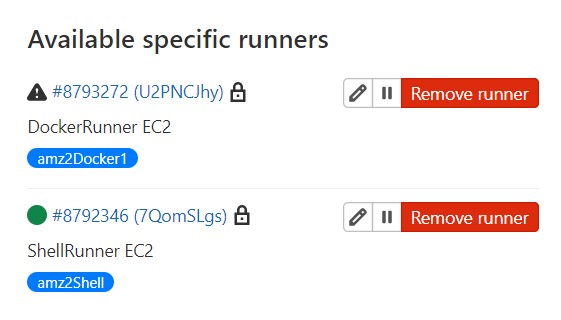 Available specific runners
#8793272 (U2PNCJhy)
Remove runner
DockerRunner EC2
amz2Docker1
#8792346 (7QomSLgs)
Remove runner
ShellRunner EC2
amz2Shell